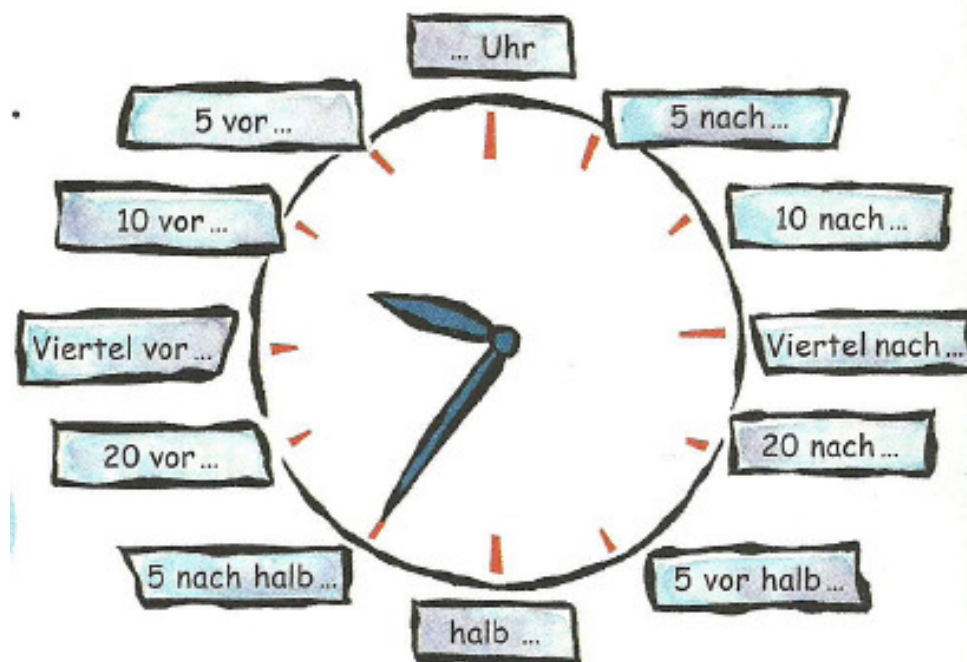 ... Uhr
5 vor ...
5 nach ...
10 vor ...
10 nach ...
Viertel vor ...
Viertel nach ...
20 vor ...
20 nach ...
5 nach halb ...
5 vor halb ...
halb ...